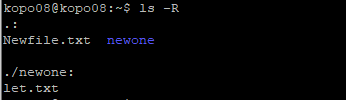 kopo08@kopo08:~$ ls -R
.:
Newfile.txt  newone

./newone:
let.txt